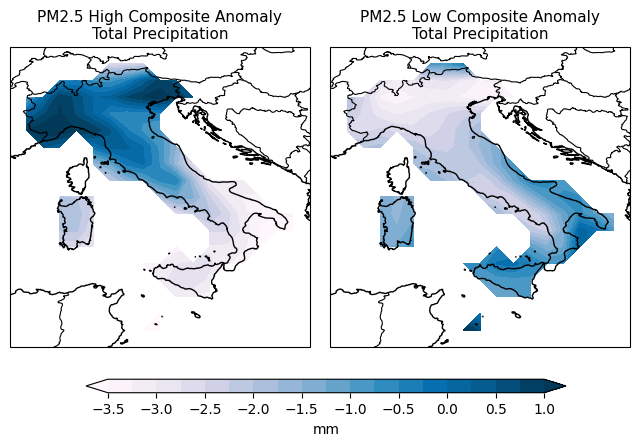 PM2.5 High Composite Anomaly
Total Precipitation
PM2.5 Low Composite Anomaly
Total Precipitation
−3.5 −3.0 −2.5 −2.0 −1.5 −1.0 −0.5 0.0 0.5 1.0
mm